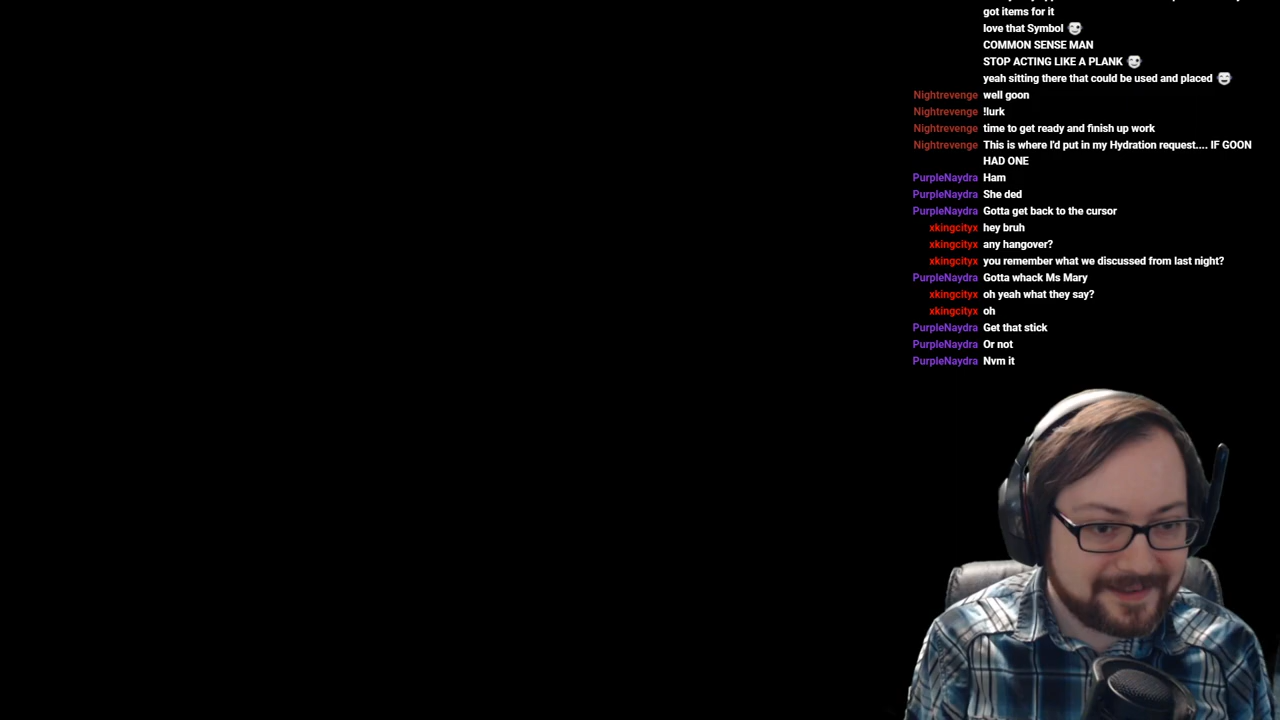 got items for it
love that Symbol
COMMON SENSE MAN
STOP ACTING LIKE A PLANK
yeah sitting there that could be used and placed
Nightrevenge well goon
Nightrevenge !lurk
Nightrevenge time to get ready and finish up work
Nightrevenge This is where I'd put in my Hydration request.... IF GOON
HAD ONE
PurpleNaydra Ham
PurpleNaydra She ded
PurpleNaydra Gotta get back to the cursor
xkingcityx hey bruh
xkingcityx any hangover?
xkingcityx you remember what we discussed from last night?
PurpleNaydra Gotta whack Ms Mary
xkingcityx oh yeah what they say?
xkingcityx oh
PurpleNaydra Get that stick
PurpleNaydra Or not
PurpleNaydra Nvm it